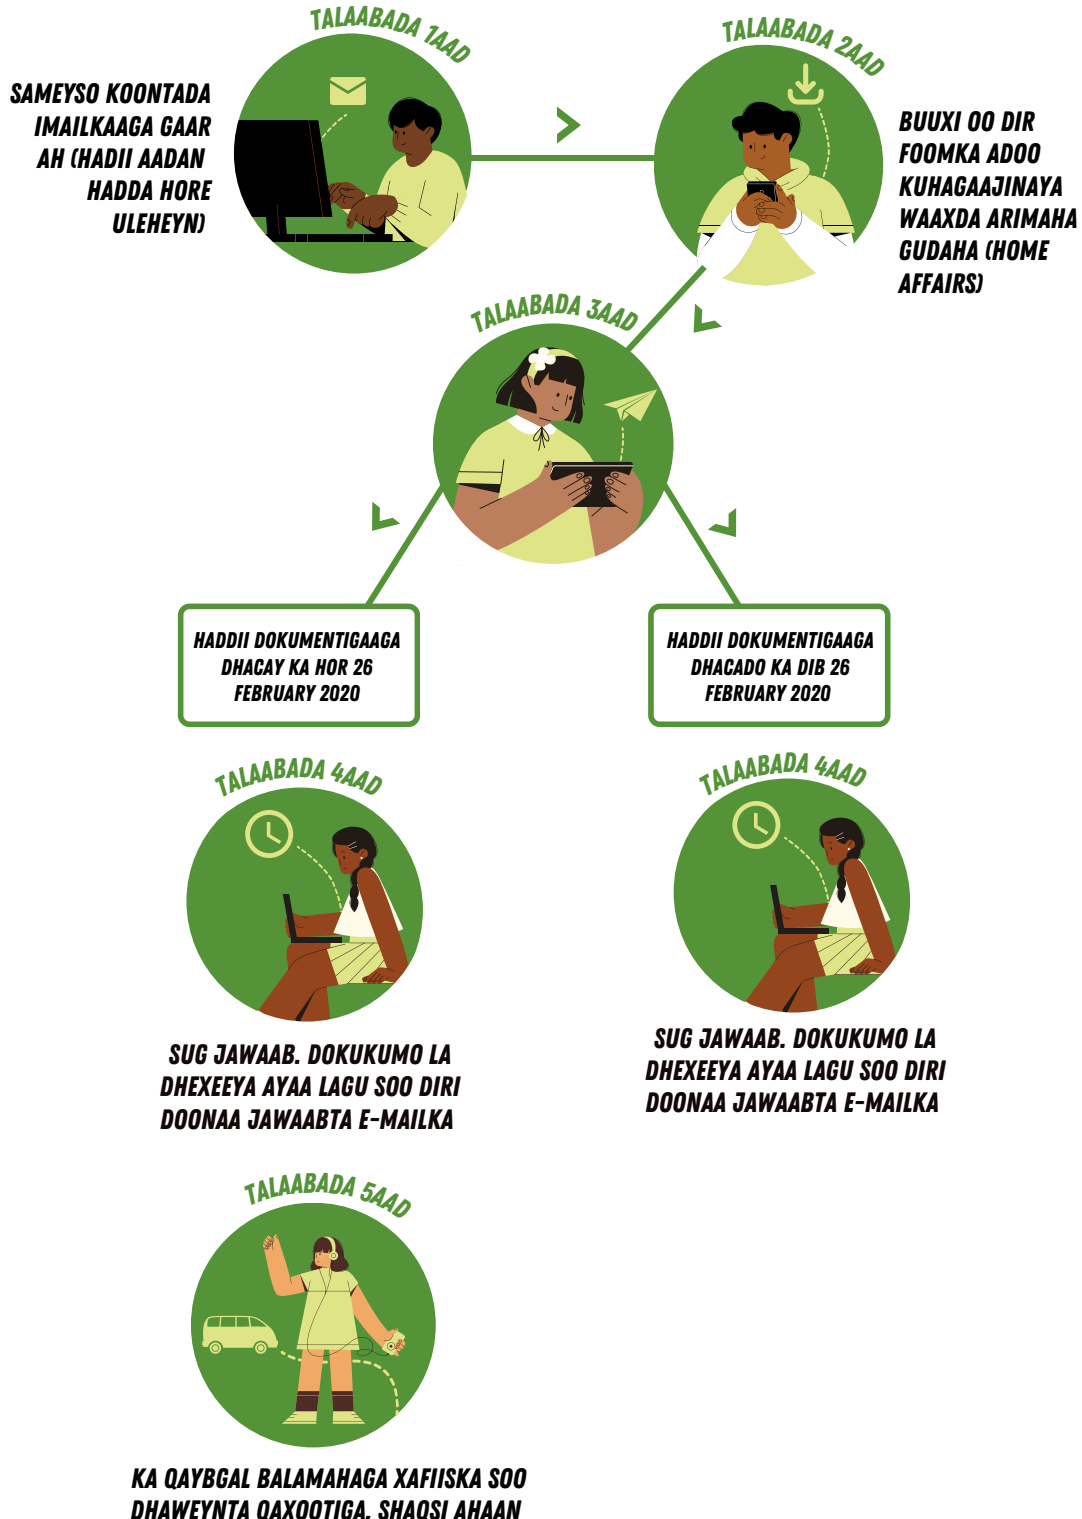 TALAABADA 1AAD
SAMEYSO KOONTADA
IMAILKAAGA GAAR
AH (HADII AADAN
HADDA HORE
ULEHEYN)
TALAABADA 2AAD
BUUXI OO DIR
FOOMKA ADOO
KUHAGAAJINAYA
WAAXDA ARIMAHA
GUDAHA (HOME
AFFAIRS)
TALAABADA 3AAD
HADDII DOKUMENTIGAAGA
DHACAY KA HOR 26
FEBRUARY 2020
HADDII DOKUMENTIGAAGA
DHACADO KA DIB 26
FEBRUARY 2020
TALAABADA 4AAD
SUG JAWAAB. DOKUKUMO LA
DHEXEEYA AYAA LAGU SOO DIRI
DOONAA JAWAABTA E-MAILKA
TALAABADA 4AAD
SUG JAWAAB. DOKUKUMO LA
DHEXEEYA AYAA LAGU SOO DIRI
DOONAA JAWAABTA E-MAILKA
TALAABADA 5AAD
KA QAYBGAL BALAMAHAGA XAFIISKA SOO
DHAWEYNTA QAXOOTIGA, SHAQSI AHAAN